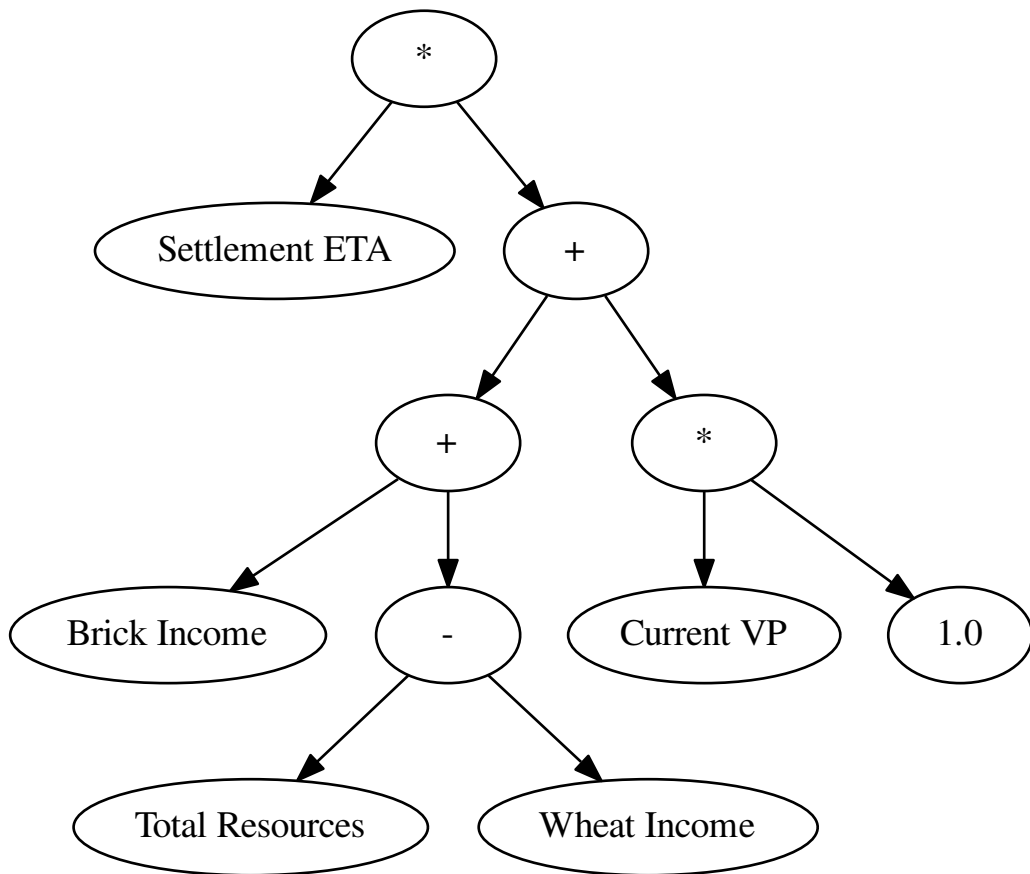 *
Settlement ETA
+
+
*
Brick Income
-
Current VP
1.0
Total Resources
Wheat Income